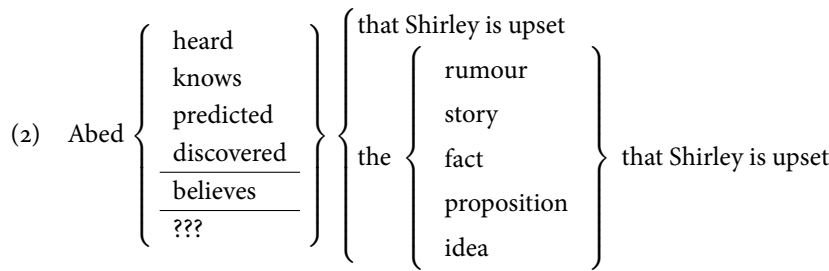 heard
that Shirley is upset
knows
rumour
predicted
story
(2) Abed
discovered
the
fact
that Shirley is upset
believes
proposition
???
idea